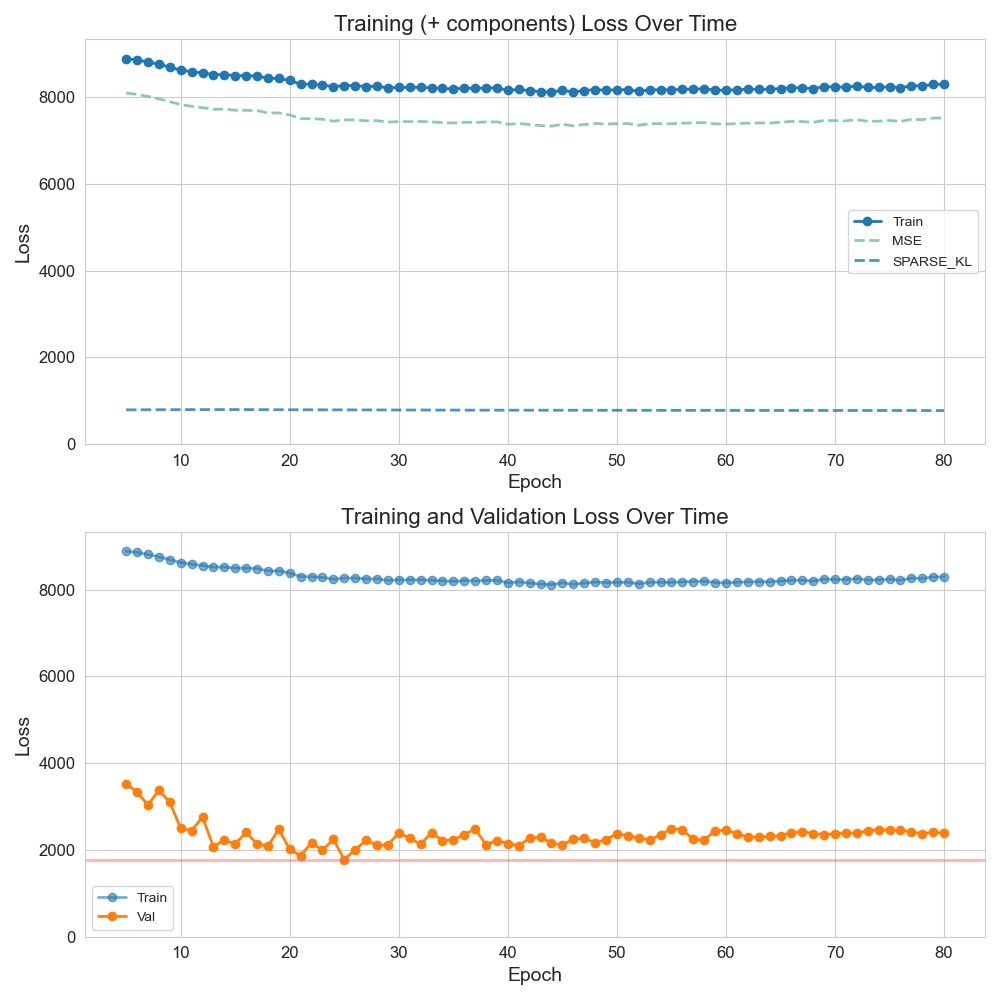 Training (+ components) Loss Over Time
Loss
8000
6000
4000
2000
0
Train
MSE
SPARSE_KL
10 20 30 40 50 60 70 80
Epoch
Training and Validation Loss Over Time
Loss
8000
6000
4000
2000
0
Train
Val
10 20 30 40 50 60 70 80
Epoch